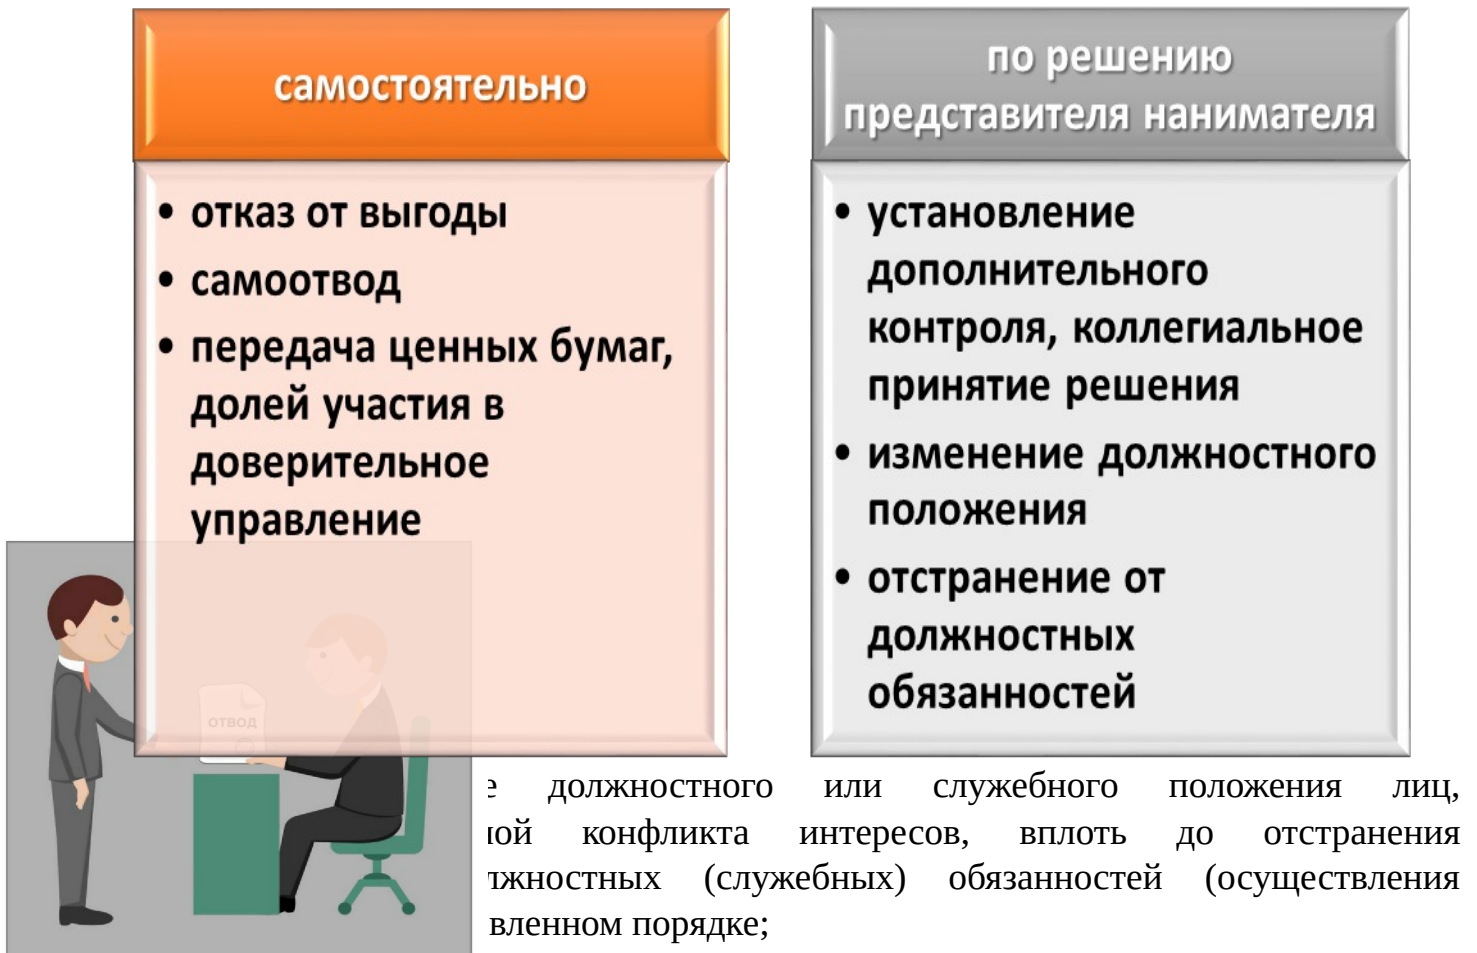 самостоятельно
• отказ от выгоды
• самоотвод
• передача ценных бумаг,
долей участия в
доверительное
управление
по решению
представителя нанимателя
• установление
дополнительного
контроля, коллегиальное
принятие решения
• изменение должностного
положения
• отстранение от
должностных
обязанностей
отвод
должностного или служебного положения лиц,
конфликта интересов, вплоть до отстранения
(служебных) обязанностей (осуществления
порядке;